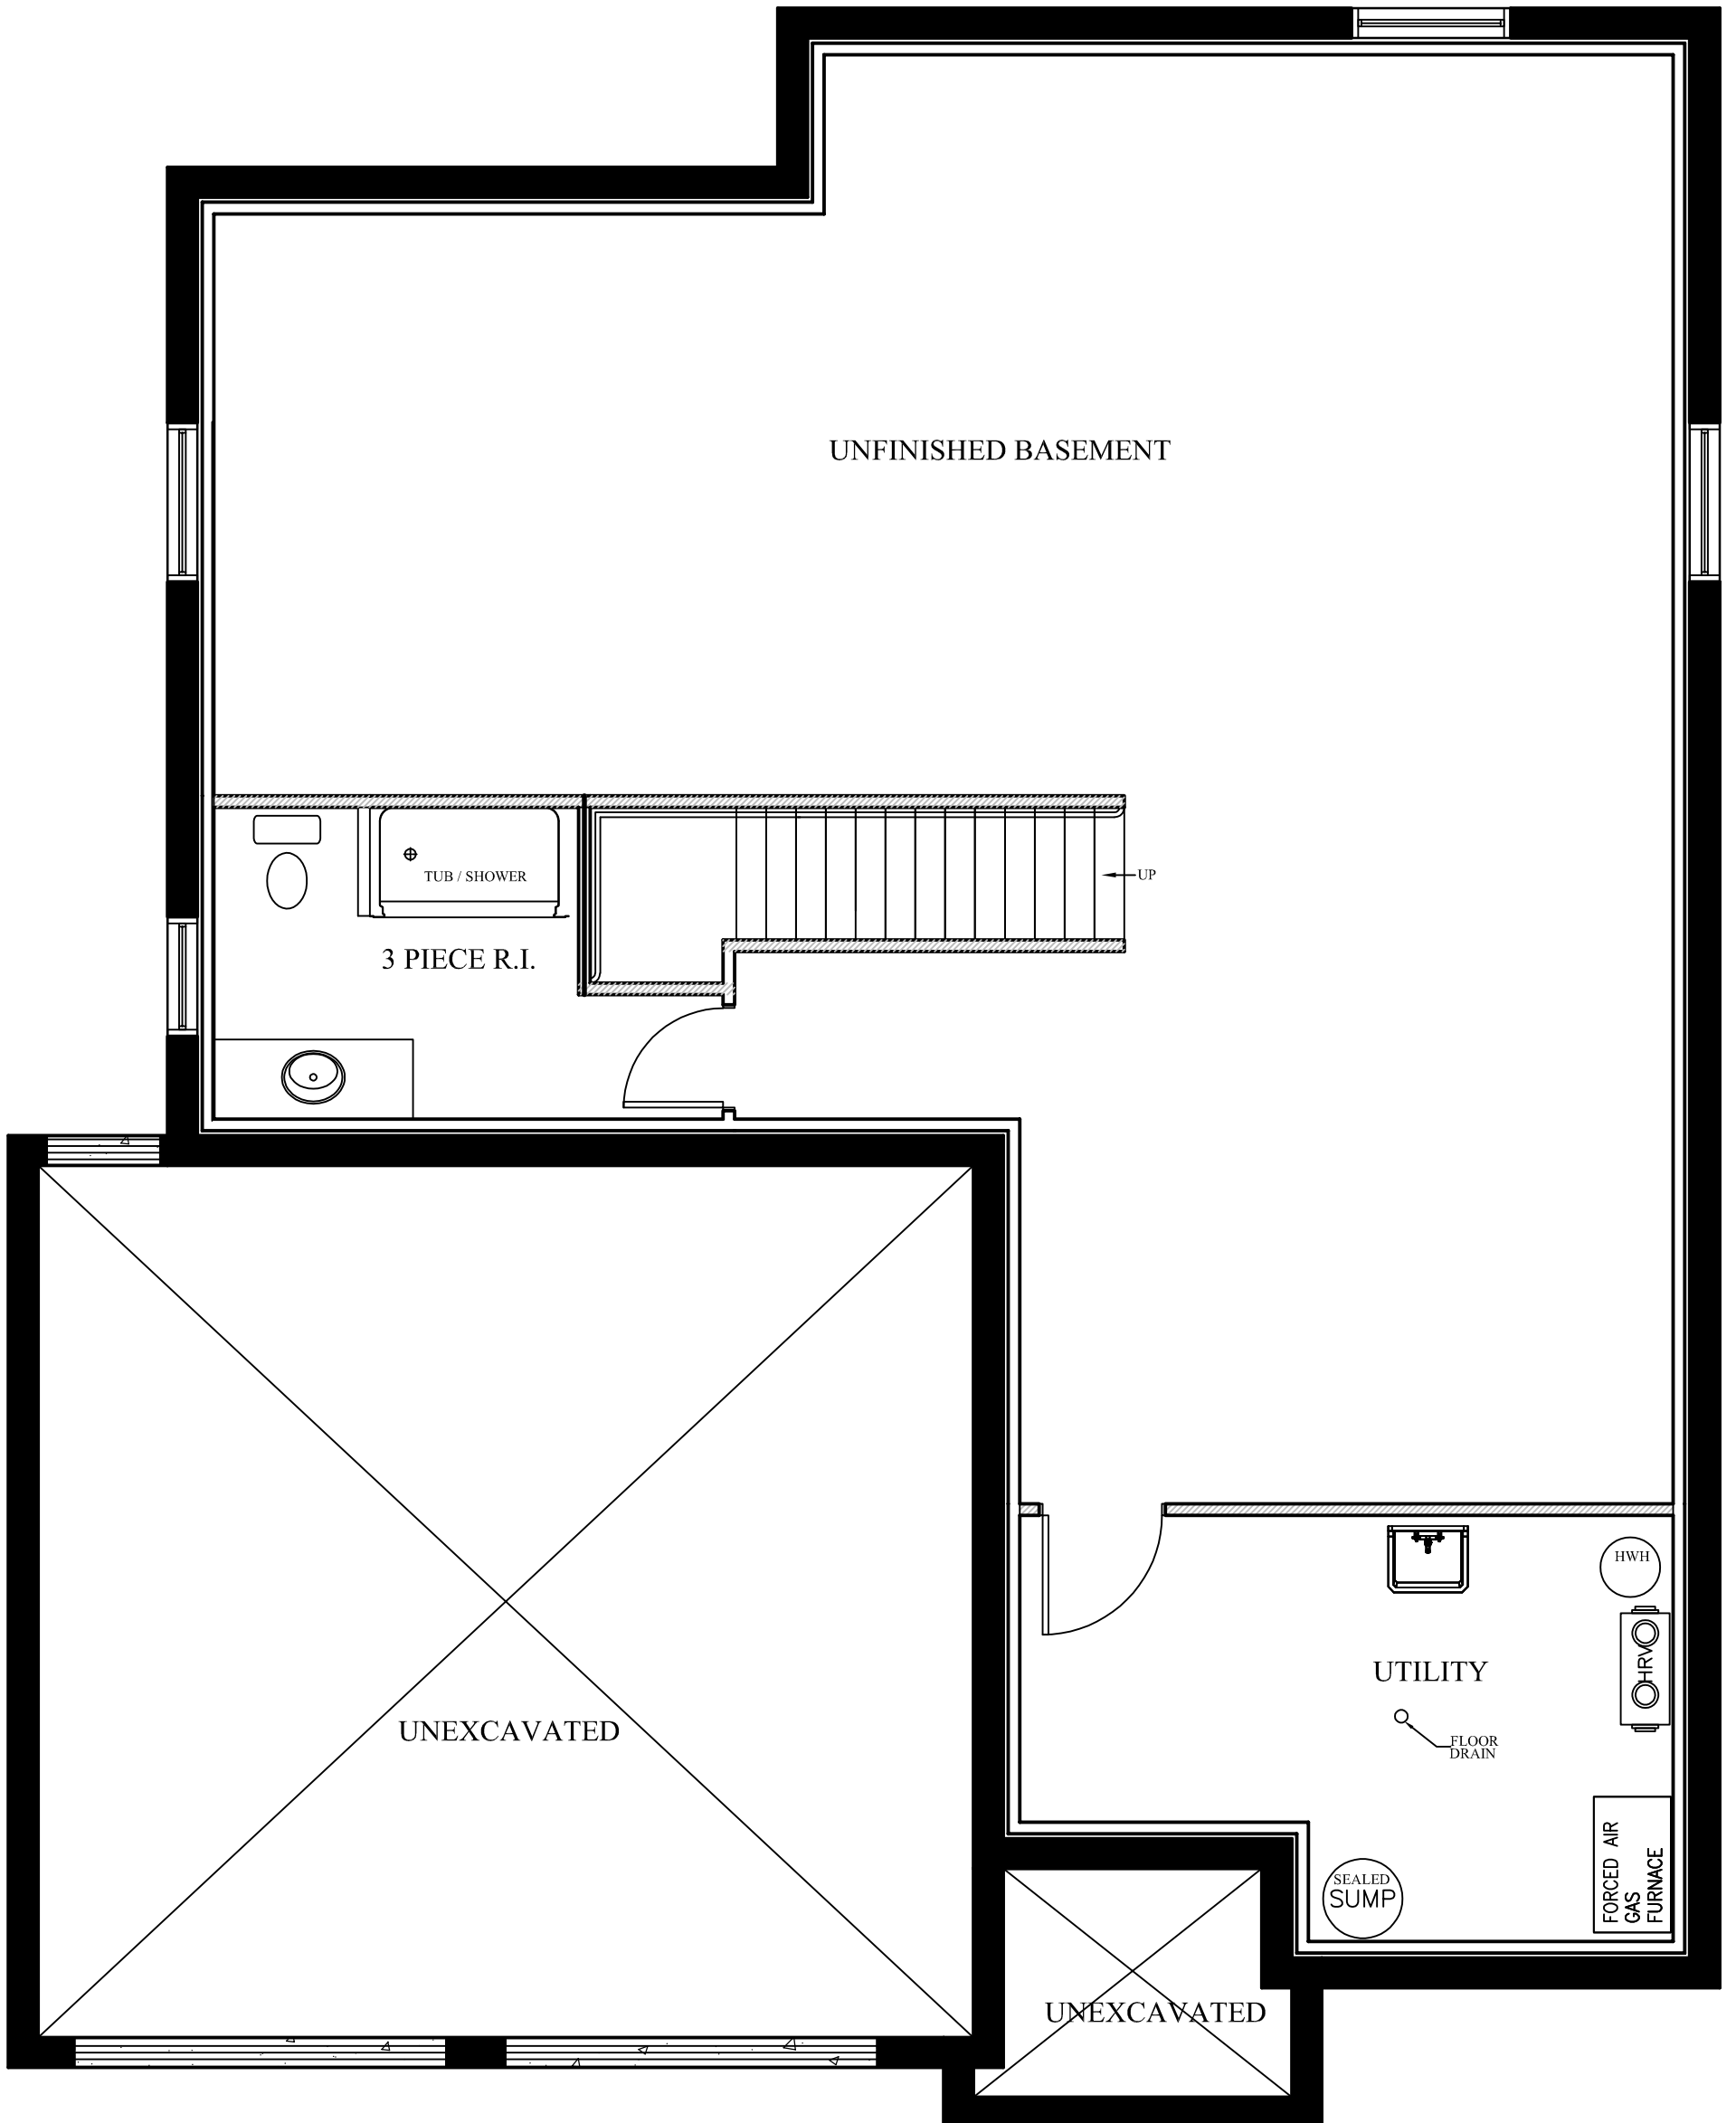 UNFINISHED BASEMENT
TUB / SHOWER
UP
3 PIECE R.I.
HWH
HRV
UTILITY
UNEXCAVATED
FLOOR
DRAIN
FORCED AIR
GAS
FURNACE
SEALED
SUMP
UNEXCAVATED